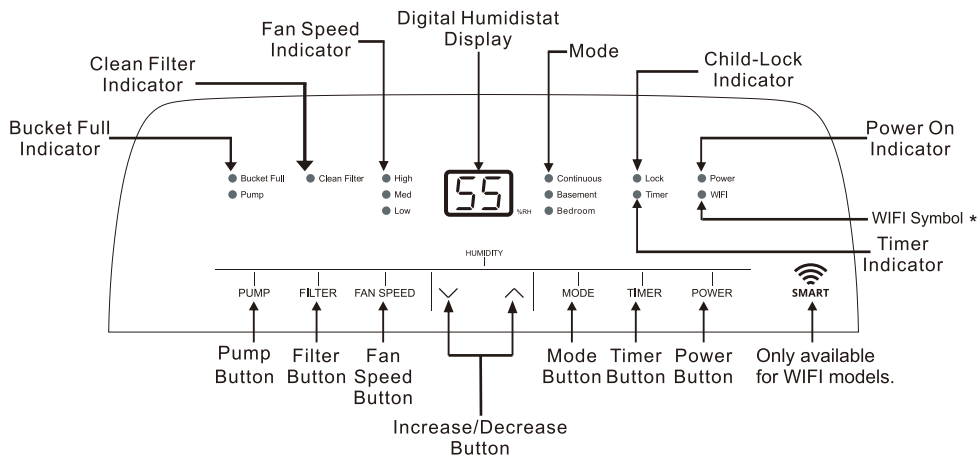 Digital Humidistat
Display
Fan Speed
Indicator
Mode
Child-Lock
Indicator
Clean Filter
Indicator
Bucket Full
Indicator
Power On
Indicator
Bucket Full
Clean Filter
High
55
%RH
Continuous
Lock
Power
Pump
Med
Basement
Timer
WIFI
Low
Bedroom
WIFI Symbol *
Timer
Indicator
HUMIDITY
PUMP
FILTER
FAN SPEED
MODE
TIMER
POWER
SMART
Pump
Button
Filter
Button
Fan
Speed
Button
Mode
Button
Timer
Button
Power
Button
Only available
for WIFI models.
Increase/Decrease
Button